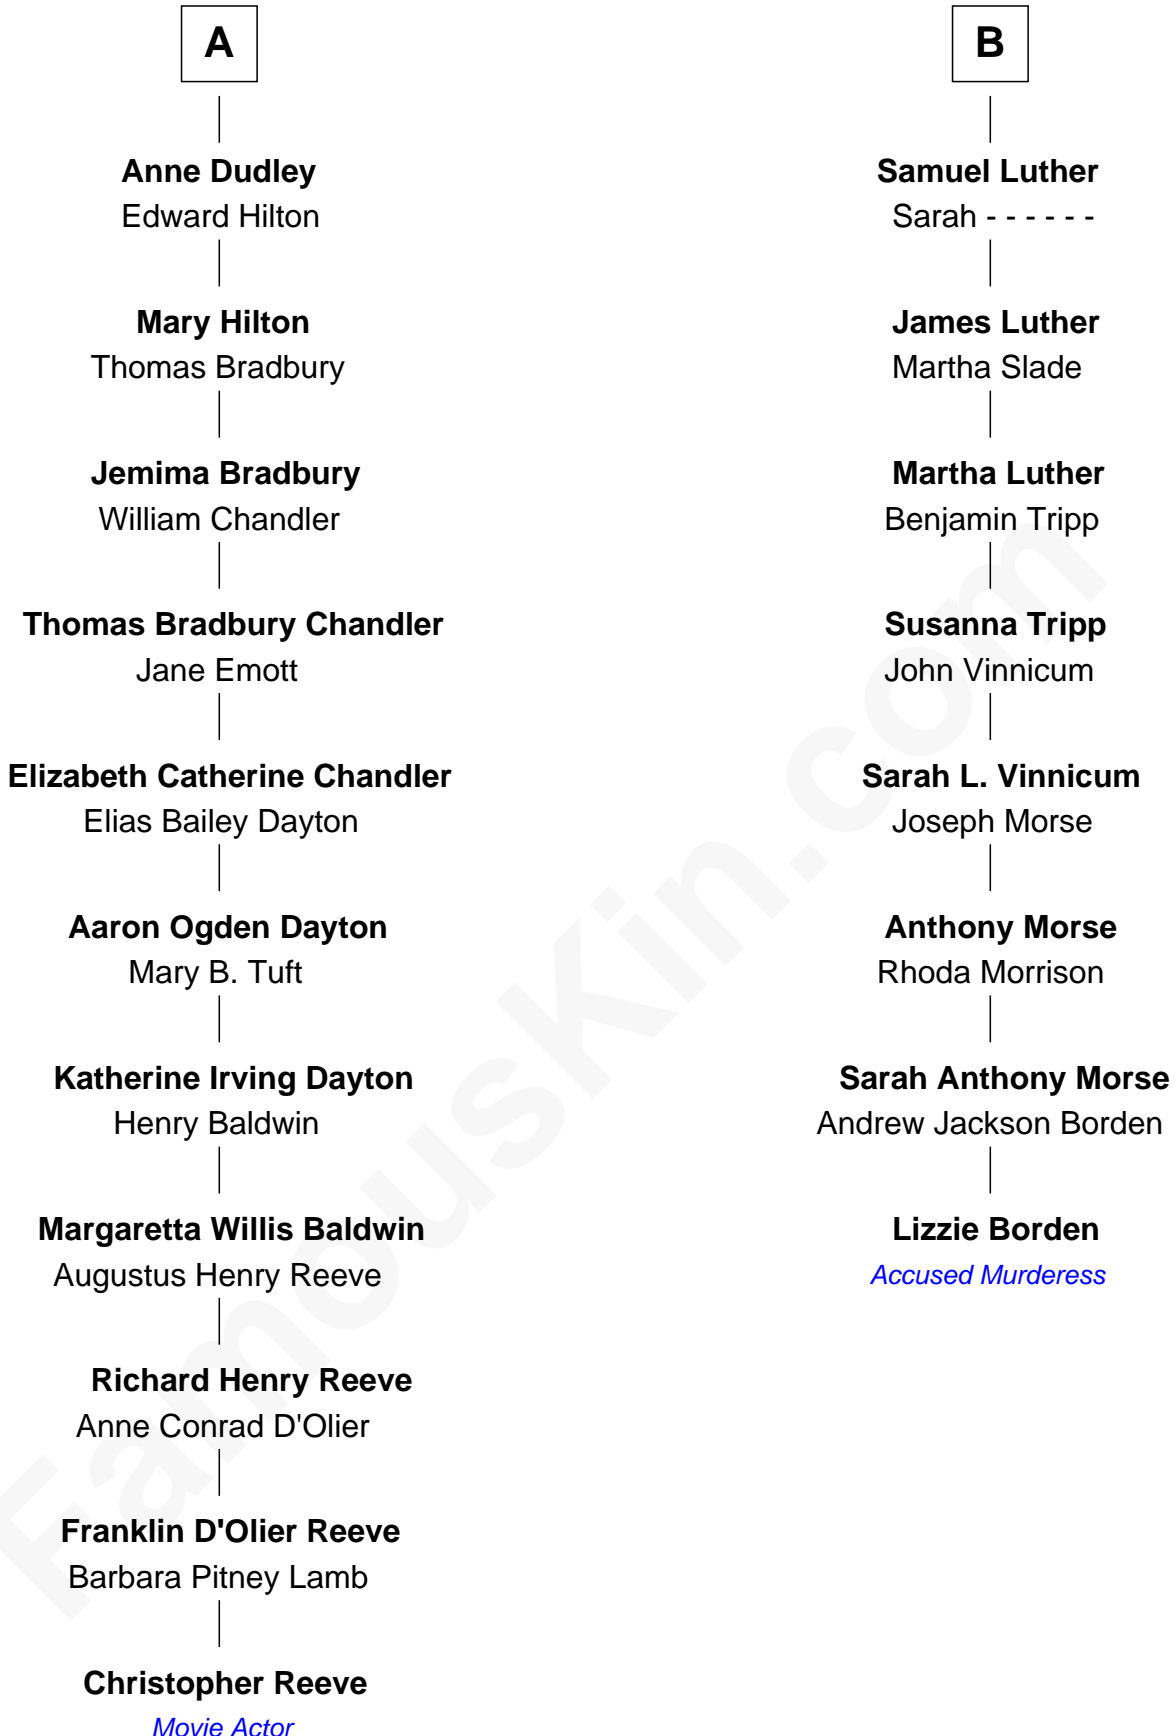 A
Anne Dudley
Edward Hilton
Mary Hilton
Thomas Bradbury
Jemima Bradbury
William Chandler
Thomas Bradbury Chandler
Jane Emott
Elizabeth Catherine Chandler
Elias Bailey Dayton
Aaron Ogden Dayton
Mary B. Tuft
Katherine Irving Dayton
Henry Baldwin
Margaretta Willis Baldwin
Augustus Henry Reeve
Richard Henry Reeve
Anne Conrad D'Olier
Franklin D'Olier Reeve
Barbara Pitney Lamb
Christopher Reeve
Movie Actor
B
Samuel Luther
Sarah - - - - - -
James Luther
Martha Slade
Martha Luther
Benjamin Tripp
Susanna Tripp
John Vinnicum
Sarah L. Vinnicum
Joseph Morse
Anthony Morse
Rhoda Morrison
Sarah Anthony Morse
Andrew Jackson Borden
Lizzie Borden
Accused Murderess
FamousKin.com